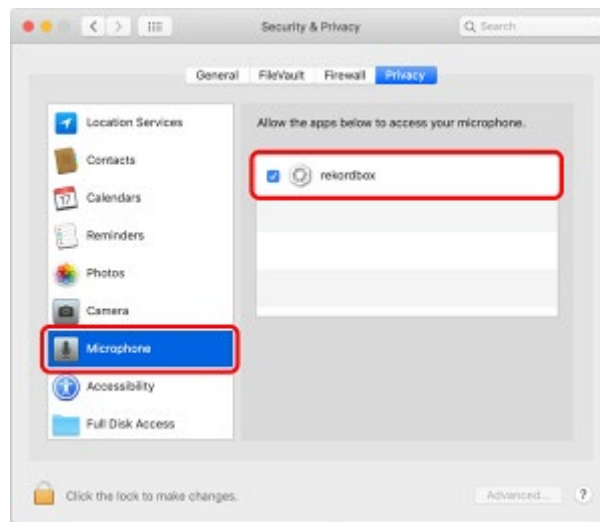 Security & Privacy
Search
General FileVault Firewall Privacy
Location Services
Contacts
17
Calendars
Reminders
Photos
Camera
Microphone
Accessibility
Full Disk Access
Allow the apps below to access your microphone.
rekordbox
Click the lock to make changes.
Advanced...
?